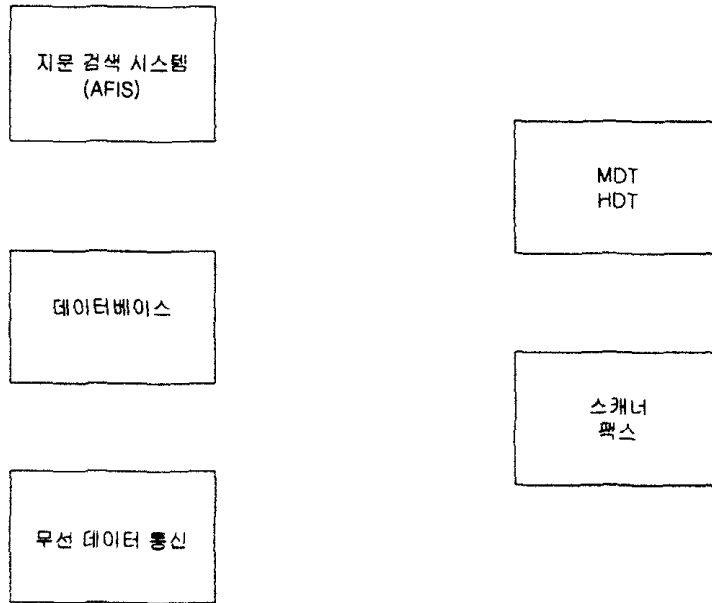 지문 검색 시스템
(AFIS)
MDT
HDT
데이터베이스
스캐너
팩스
무선 데이터 통신